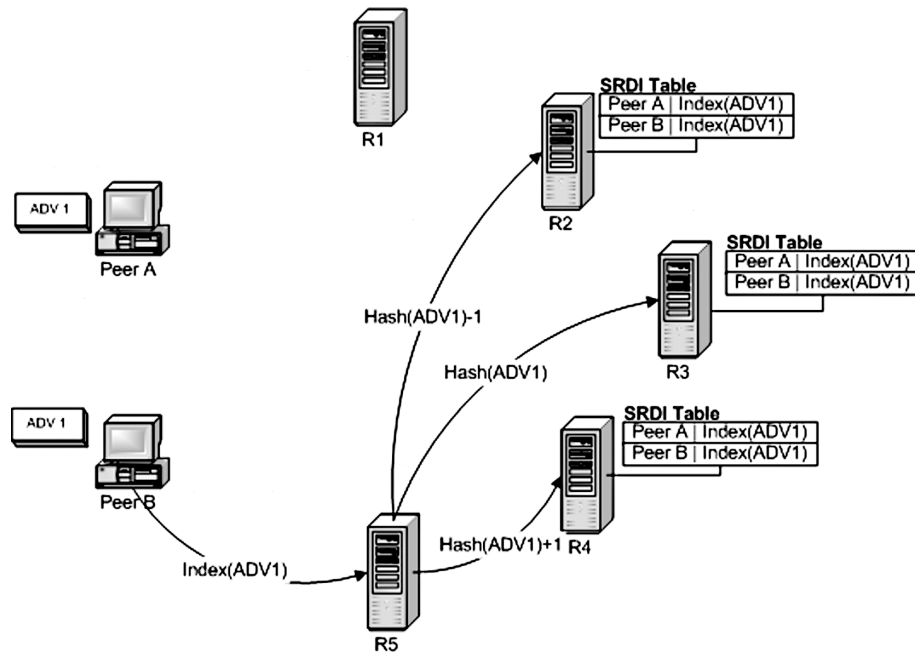 R1
SRDI Table
Peer A | Index(ADV1)
Peer B | Index(ADV1)
R2
ADV 1
Peer A
SRDI Table
Peer A | Index(ADV1)
Peer B | Index(ADV1)
Hash(ADV1)-1
Hash(ADV1)
R3
ADV 1
SRDI Table
Peer A | Index(ADV1)
Peer B | Index(ADV1)
Peer B
Hash(ADV1)+1
R4
Index(ADV1)
R5